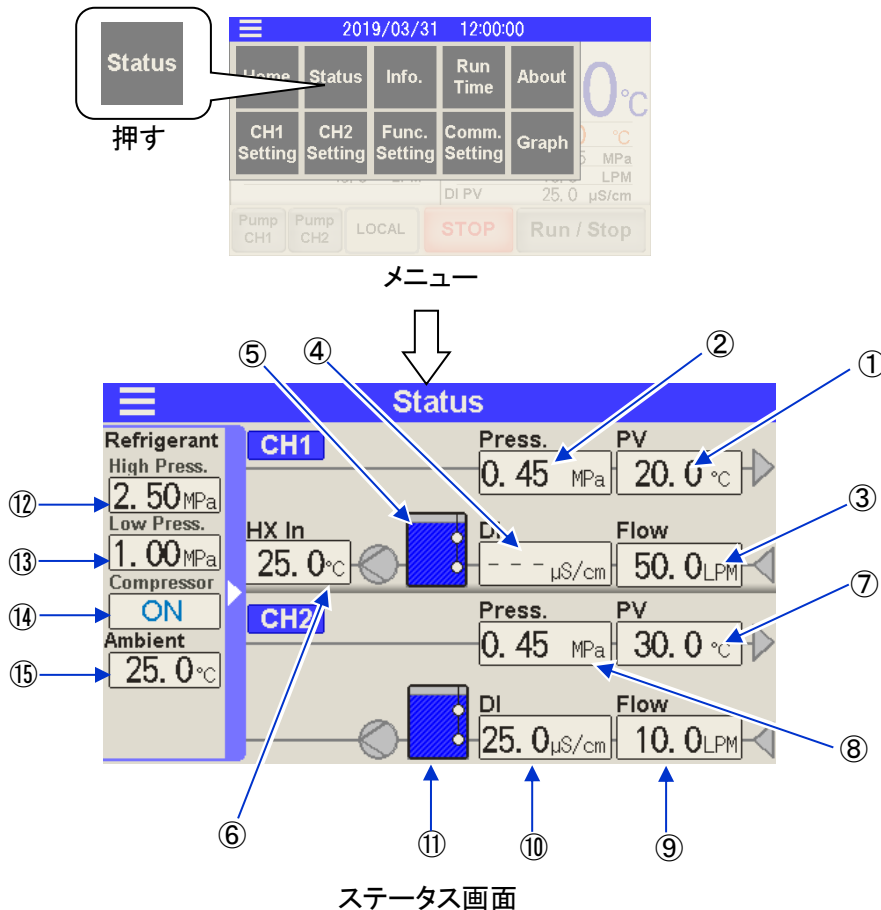 2019/03/31 12:00:00
Status
押す
Home Status Info. Run Time About
CH1 Setting CH2 Setting Func. Setting Comm. Setting Graph
0 ℃
℃
MPa
LPM
DI PV 25.0 μS/cm
Pump CH1 Pump CH2 LOCAL STOP Run / Stop
メニュー
⑤ ④ ② ①
Status
Refrigerant CH1 Press. PV
High Press. 0.45 MPa 20.0 ℃
⑫ 2.50 MPa
③
Low Press. HX In DI Flow
⑬ 1.00 MPa 25.0 ℃ --- μS/cm 50.0 LPM
Compressor
⑦
⑭ ON CH2 Press. PV
Ambient 0.45 MPa 30.0 ℃
⑮ 25.0 ℃
DI Flow
25.0 μS/cm 10.0 LPM
⑧
⑥ ⑪ ⑩ ⑨
ステータス画面